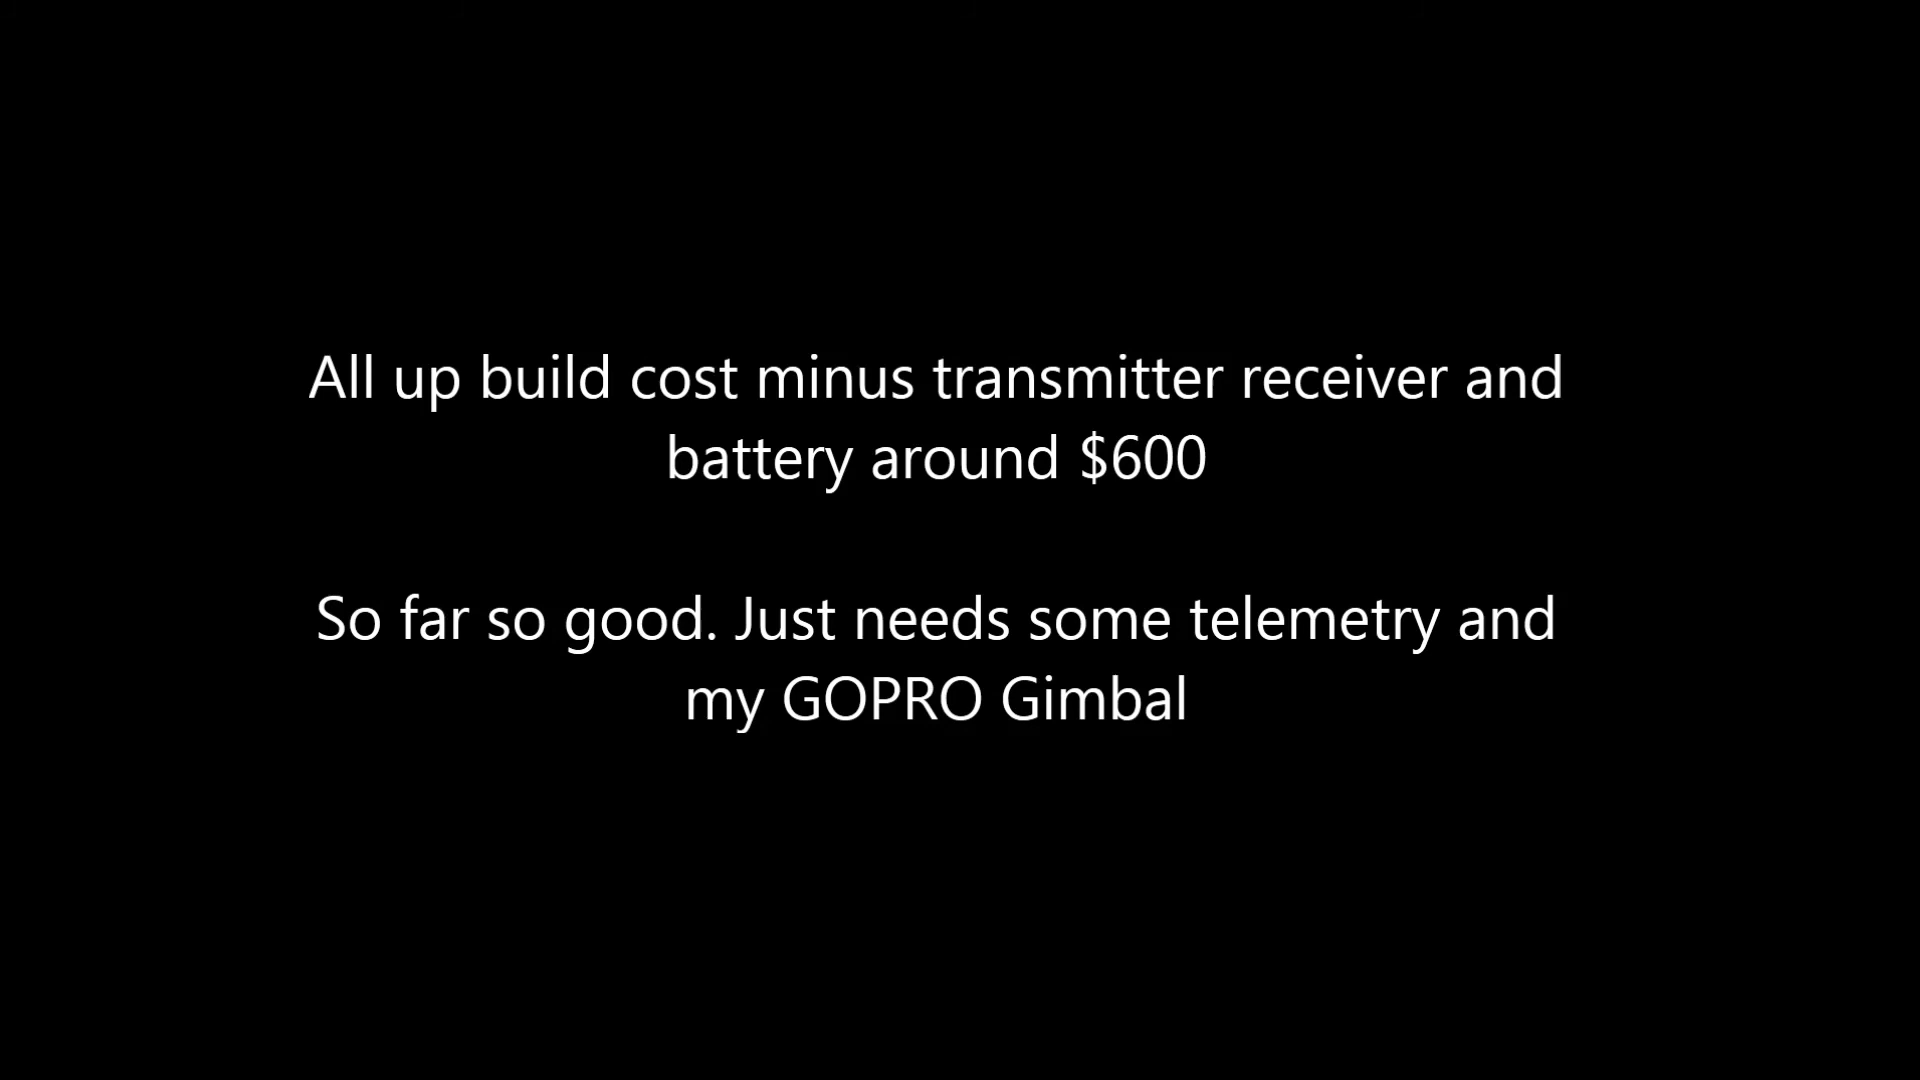 All up build cost minus transmitter receiver and
battery around $600
So far so good. Just needs some telemetry and
my GOPRO Gimbal